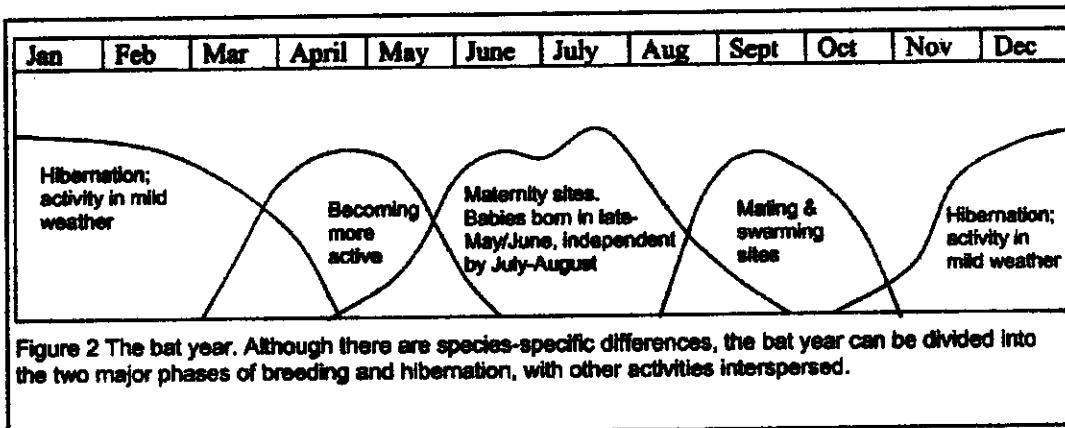 Jan Feb Mar April May June July Aug Sept Oct Nov Dec
Hibernation;
activity in mild
weather
Becoming
more
active
Maternity sites.
Babies born in late-
May/June, independent
by July-August
Mating &
swarming
sites
Hibernation;
activity in
mild weather
Figure 2 The bat year. Although there are species-specific differences, the bat year can be divided into
the two major phases of breeding and hibernation, with other activities interspersed.